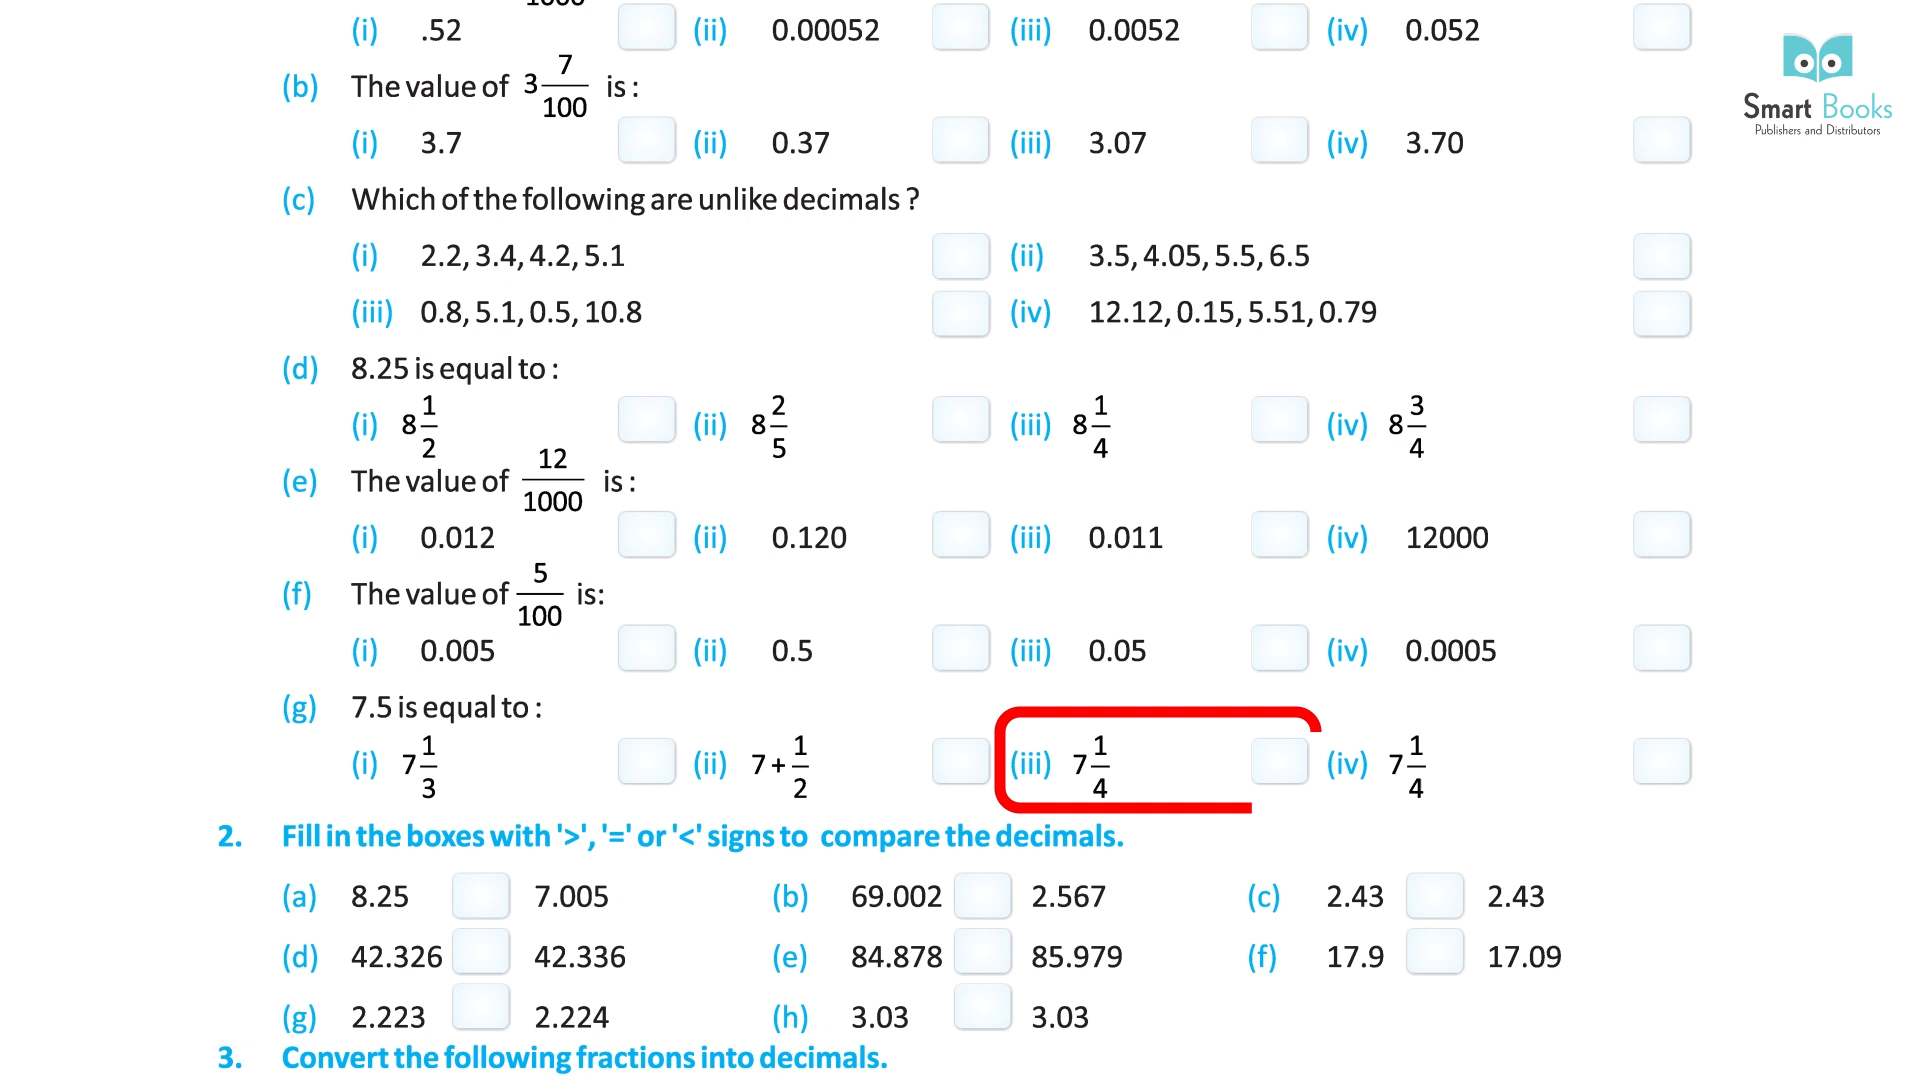 1000
(i) .52 (ii) 0.00052 (iii) 0.0052 (iv) 0.052
Smart Books
Publishers and Distributors
(b) The value of 3 7/100 is :
(i) 3.7 (ii) 0.37 (iii) 3.07 (iv) 3.70
(c) Which of the following are unlike decimals ?
(i) 2.2, 3.4, 4.2, 5.1 (ii) 3.5, 4.05, 5.5, 6.5
(iii) 0.8, 5.1, 0.5, 10.8 (iv) 12.12, 0.15, 5.51, 0.79
(d) 8.25 is equal to :
(i) 8 1/2 (ii) 8 2/5 (iii) 8 1/4 (iv) 8 3/4
(e) The value of 12/1000 is :
(i) 0.012 (ii) 0.120 (iii) 0.011 (iv) 12000
(f) The value of 5/100 is:
(i) 0.005 (ii) 0.5 (iii) 0.05 (iv) 0.0005
(g) 7.5 is equal to :
(i) 7 1/3 (ii) 7 + 1/2 (iii) 7 1/4 (iv) 7 1/4
2. Fill in the boxes with '>', '=' or '<' signs to compare the decimals.
(a) 8.25 7.005 (b) 69.002 2.567 (c) 2.43 2.43
(d) 42.326 42.336 (e) 84.878 85.979 (f) 17.9 17.09
(g) 2.223 2.224 (h) 3.03 3.03
3. Convert the following fractions into decimals.